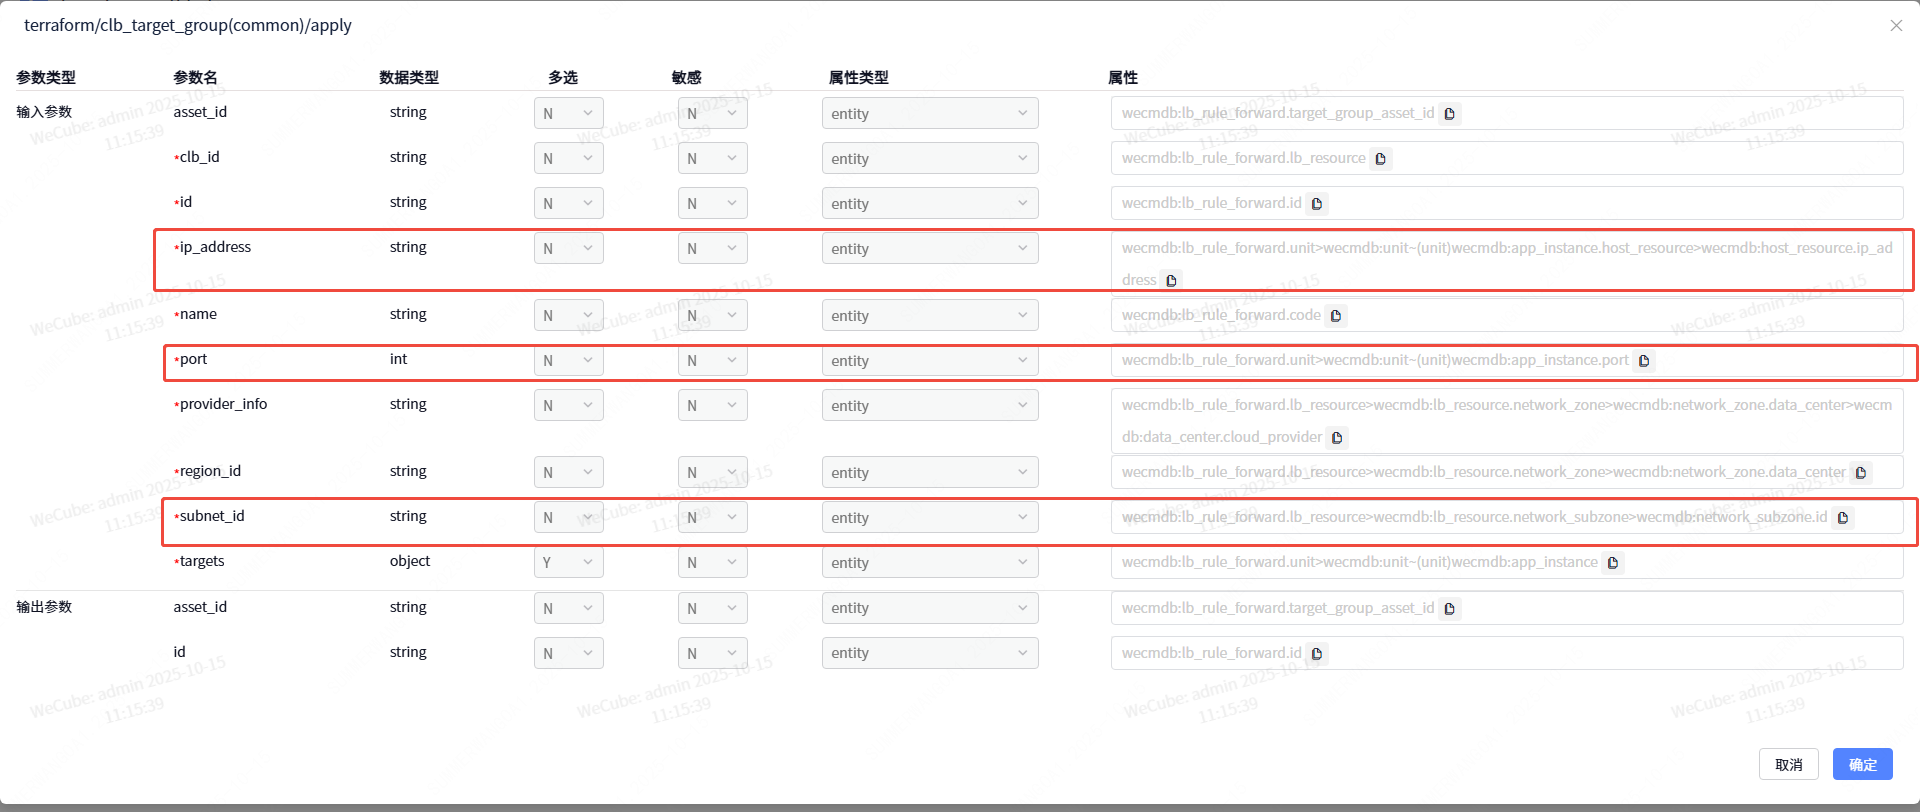 terraform/clb_target_group(common)/apply
参数类型 参数名 数据类型 多选 敏感 属性类型 属性
输入参数 asset_id string N N entity wecmdb:lb_rule_forward.target_group_asset_id
*clb_id string N N entity wecmdb:lb_rule_forward.lb_resource
*id string N N entity wecmdb:lb_rule_forward.id
*ip_address string N N entity wecmdb:lb_rule_forward.unit>wecmdb:unit~(unit)wecmdb:app_instance.host_resource>wecmdb:host_resource.ip_ad
dress
*name string N N entity wecmdb:lb_rule_forward.code
*port int N N entity wecmdb:lb_rule_forward.unit>wecmdb:unit~(unit)wecmdb:app_instance.port
*provider_info string N N entity wecmdb:lb_rule_forward.lb_resource>wecmdb:lb_resource.network_zone>wecmdb:network_zone.data_center>wecm
db:data_center.cloud_provider
*region_id string N N entity wecmdb:lb_rule_forward.lb_resource>wecmdb:lb_resource.network_zone>wecmdb:network_zone.data_center
*subnet_id string N N entity wecmdb:lb_rule_forward.lb_resource>wecmdb:lb_resource.network_subzone>wecmdb:network_subzone.id
*targets object Y N entity wecmdb:lb_rule_forward.unit>wecmdb:unit~(unit)wecmdb:app_instance
输出参数 asset_id string N N entity wecmdb:lb_rule_forward.target_group_asset_id
id string N N entity wecmdb:lb_rule_forward.id
WeCube: admin 2025-10-15
11:15:39
取消 确定